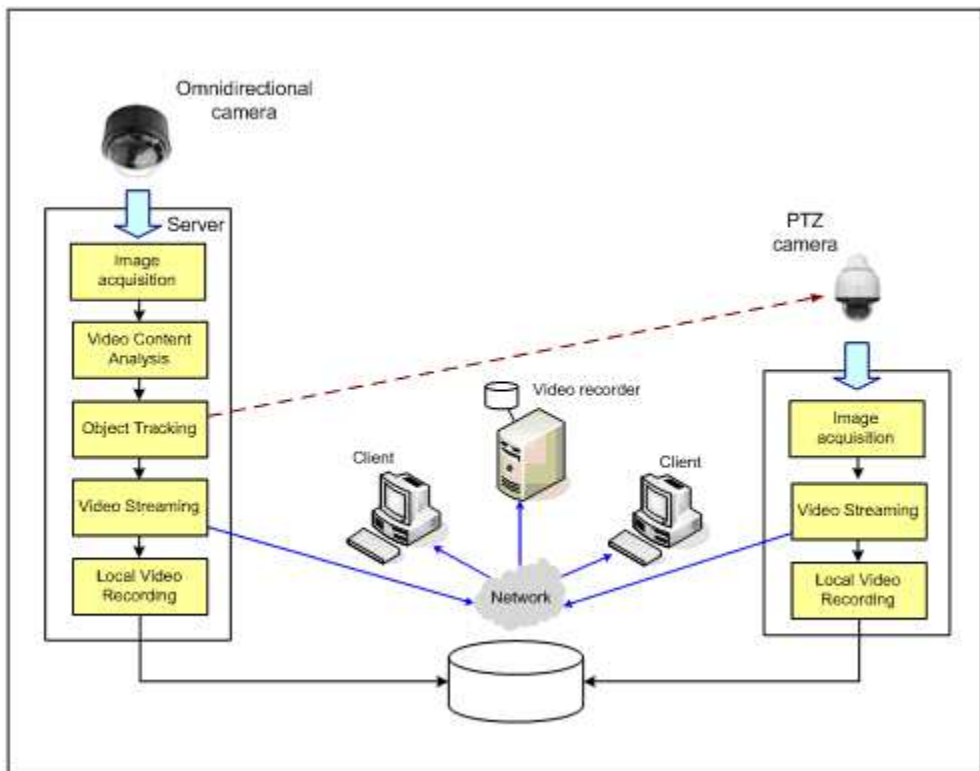 Omnidirectional
camera
Server
Image
acquisition
Video Content
Analysis
Object Tracking
Video Streaming
Local Video
Recording
Client
Video recorder
Client
Network
PTZ
camera
Image
acquisition
Video Streaming
Local Video
Recording